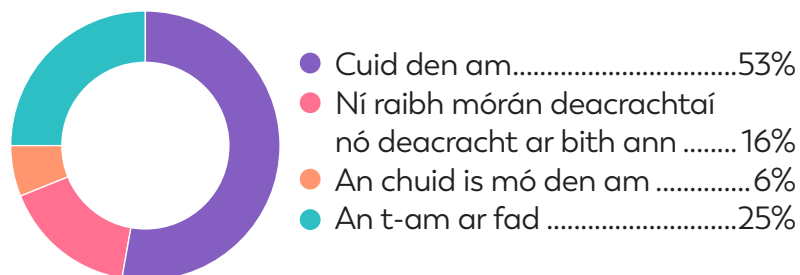 Cuid den am..............................53%
Ní raibh mórán deacrachtaí
nó deacracht ar bith ann ........ 16%
An chuid is mó den am ..............6%
An t-am ar fad ..........................25%